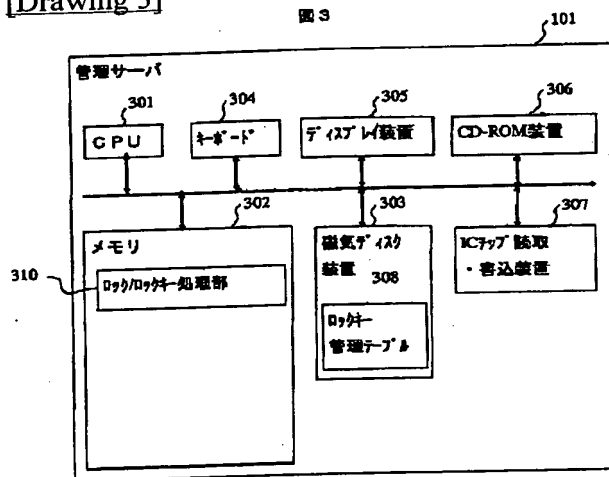 [Drawing 3]
図3
101
管理サーバ
301
304
305
306
CPU
キーボード
ディスプレイ装置
CD-ROM装置
302
303
307
メモリ
310
ロック/ロックキー処理部
磁気ディスク
装置
308
ロックキー
管理テーブル
ICチップ読取
・書込装置